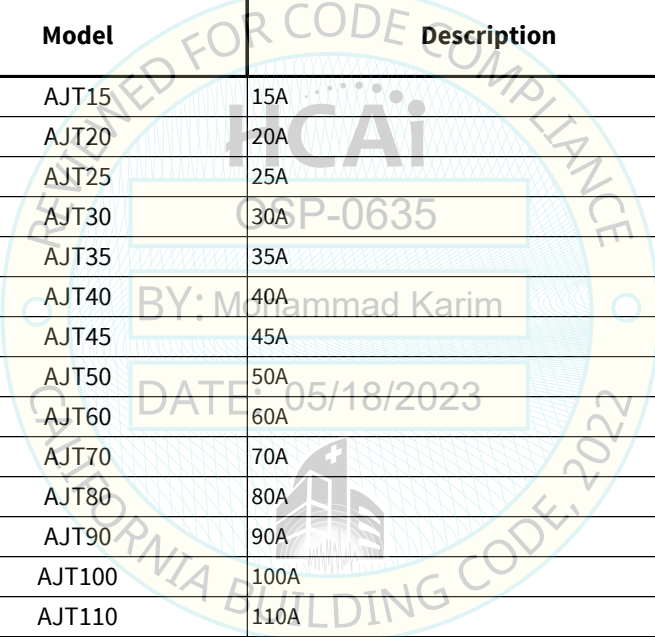 Model Description
AJT15 15A
AJT20 20A
AJT25 25A
AJT30 30A
AJT35 35A
AJT40 40A
AJT45 45A
AJT50 50A
AJT60 60A
AJT70 70A
AJT80 80A
AJT90 90A
AJT100 100A
AJT110 110A
REVIEWED FOR CODE COMPLIANCE
HCAi
OSP-0635
BY: Mohammad Karim
DATE: 05/18/2023
CALIFORNIA BUILDING CODE, 2022